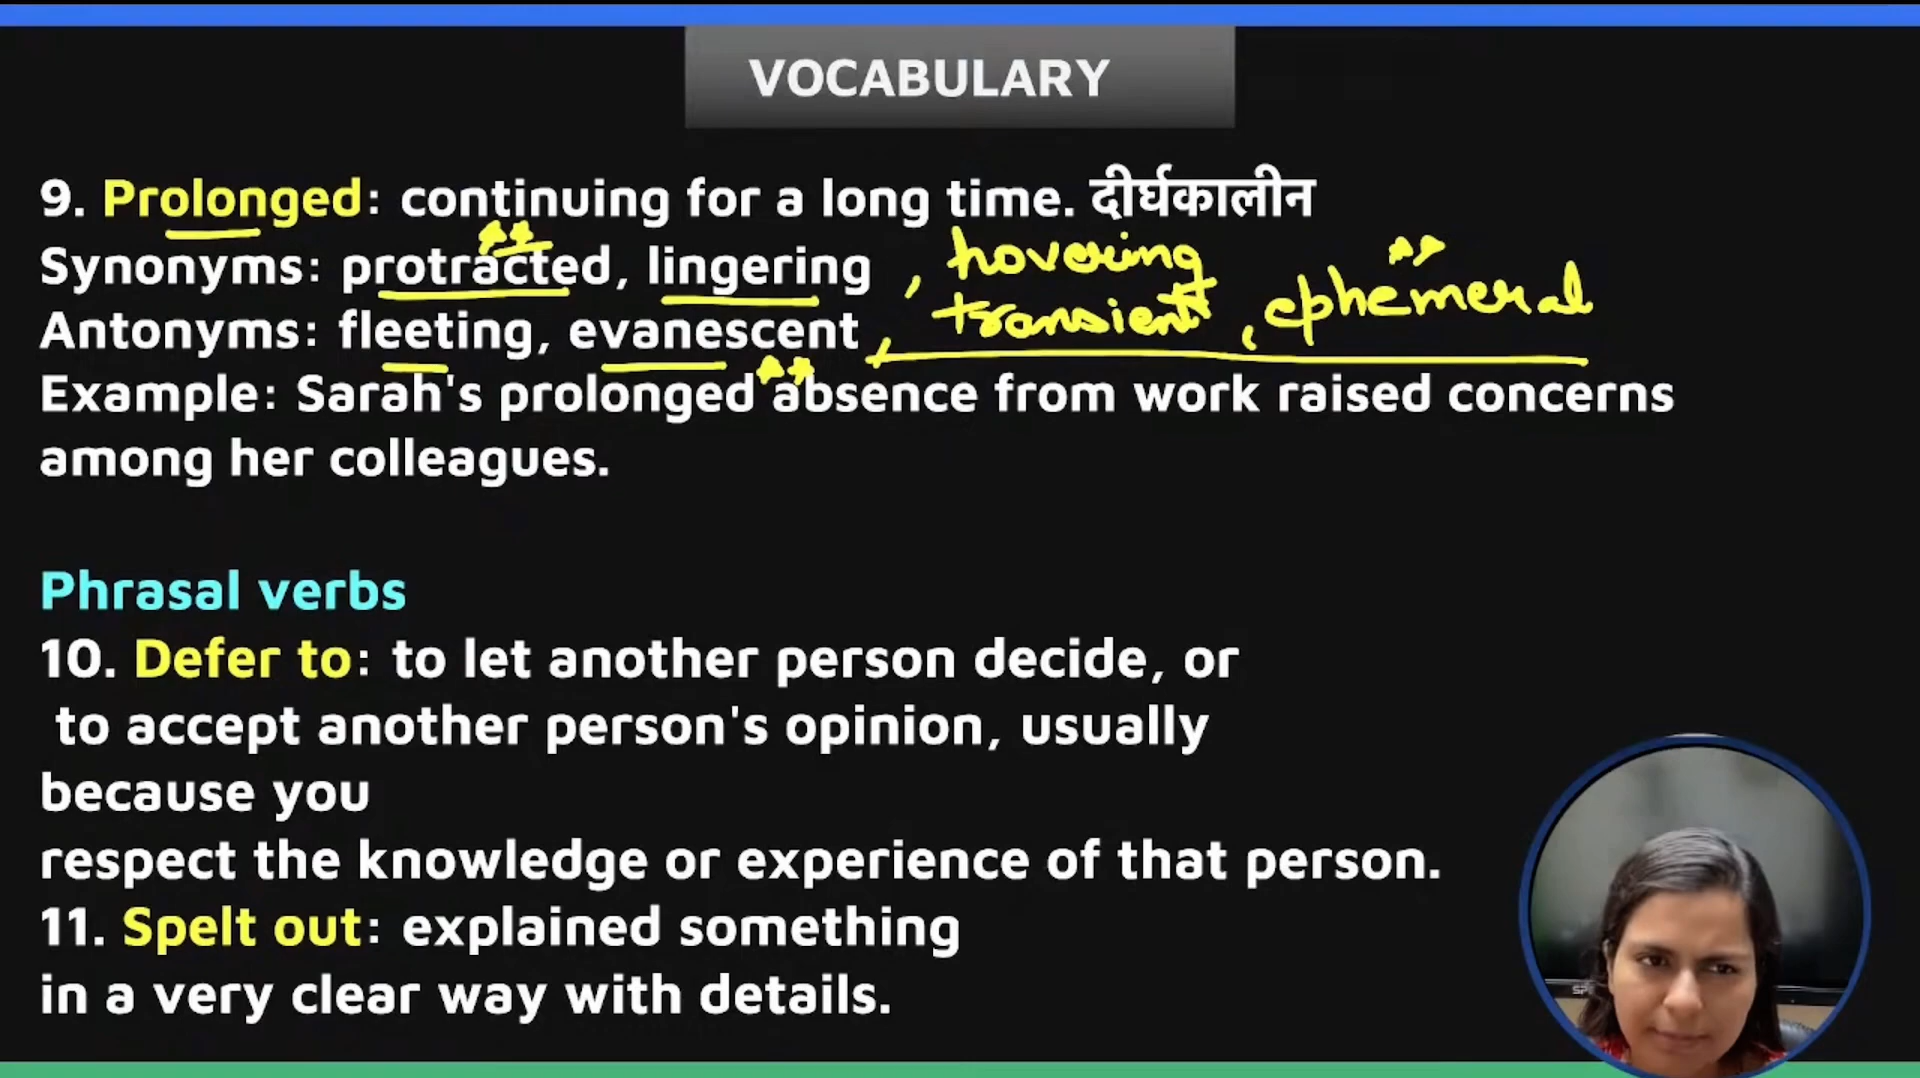 VOCABULARY
9. Prolonged: continuing for a long time. दीर्घकालीन
Synonyms: protracted, lingering , hovering
Antonyms: fleeting, evanescent , transient , ephemeral
Example: Sarah's prolonged absence from work raised concerns
among her colleagues.
Phrasal verbs
10. Defer to: to let another person decide, or
to accept another person's opinion, usually
because you
respect the knowledge or experience of that person.
11. Spelt out: explained something
in a very clear way with details.